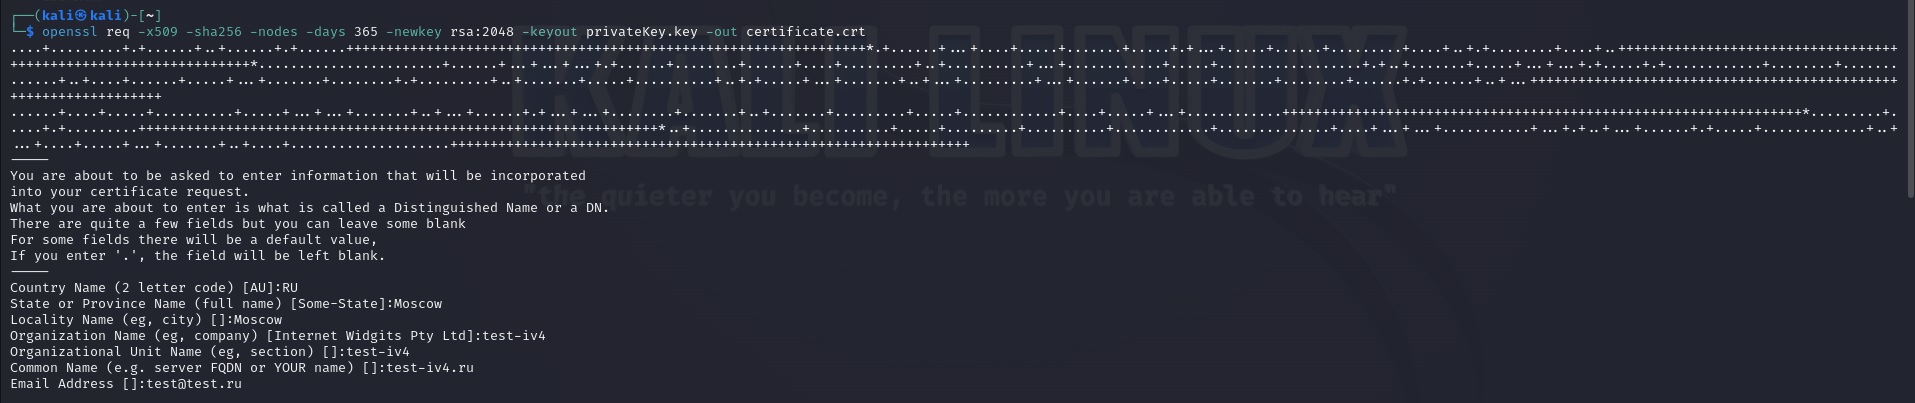 ┌──(kali㉿kali)-[~]
└─$ openssl req -x509 -sha256 -nodes -days 365 -newkey rsa:2048 -keyout privateKey.key -out certificate.crt
-----
You are about to be asked to enter information that will be incorporated
into your certificate request.
What you are about to enter is what is called a Distinguished Name or a DN.
There are quite a few fields but you can leave some blank
For some fields there will be a default value,
If you enter '.', the field will be left blank.
-----
Country Name (2 letter code) [AU]:RU
State or Province Name (full name) [Some-State]:Moscow
Locality Name (eg, city) []:Moscow
Organization Name (eg, company) [Internet Widgits Pty Ltd]:test-iv4
Organizational Unit Name (eg, section) []:test-iv4
Common Name (e.g. server FQDN or YOUR name) []:test-iv4.ru
Email Address []:test@test.ru
KALI LINUX
"the quieter you become, the more you are able to hear"